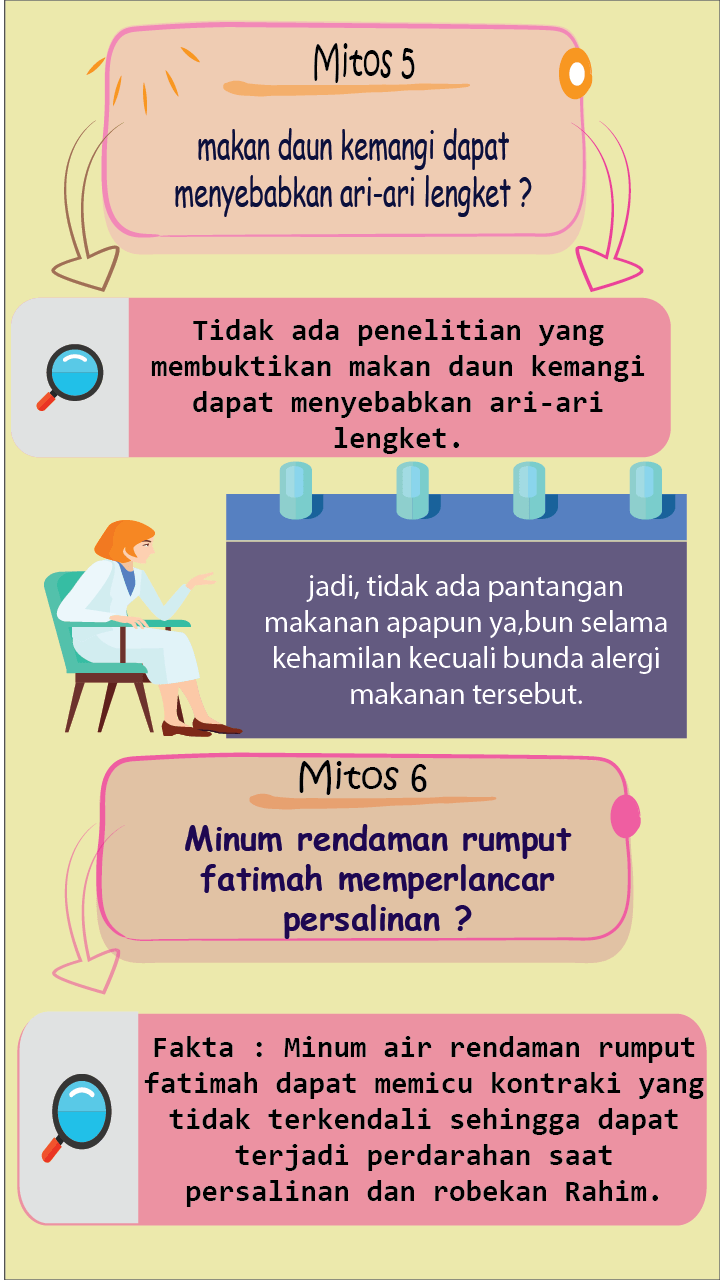 Mitos 5
makan daun kemangi dapat
menyebabkan ari-ari lengket ?
Tidak ada penelitian yang
membuktikan makan daun kemangi
dapat menyebabkan ari-ari
lengket.
jadi, tidak ada pantangan
makanan apapun ya,bun selama
kehamilan kecuali bunda alergi
makanan tersebut.
Mitos 6
Minum rendaman rumput
fatimah memperlancar
persalinan ?
Fakta : Minum air rendaman rumput
fatimah dapat memicu kontraki yang
tidak terkendali sehingga dapat
terjadi perdarahan saat
persalinan dan robekan Rahim.